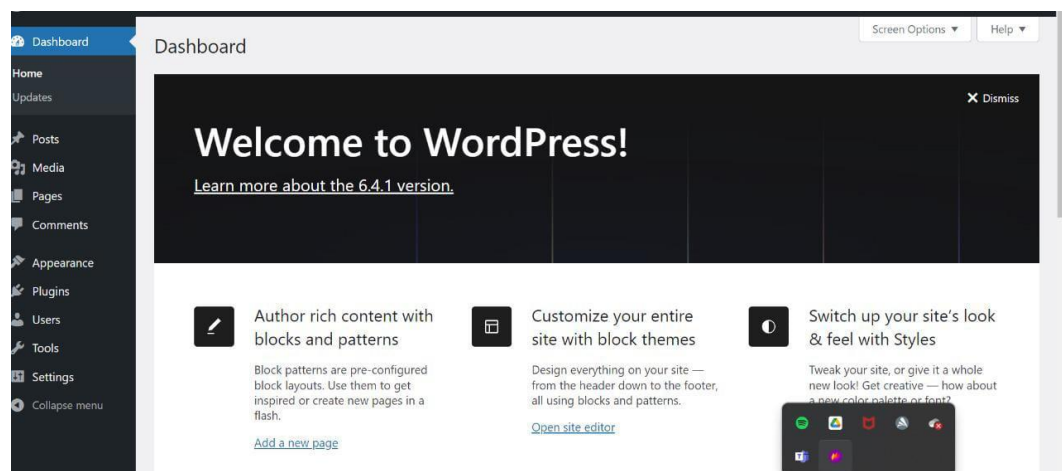 Screen Options ▼
Help ▼
Dashboard
Home
Updates
Posts
Media
Pages
Comments
Appearance
Plugins
Users
Tools
Settings
Collapse menu
Dashboard
Dismiss
Welcome to WordPress!
Learn more about the 6.4.1 version.
Author rich content with
blocks and patterns
Block patterns are pre-configured
block layouts. Use them to get
inspired or create new pages in a
flash.
Add a new page
Customize your entire
site with block themes
Design everything on your site —
from the header down to the footer,
all using blocks and patterns.
Open site editor
Switch up your site's look
& feel with Styles
Tweak your site, or give it a whole
new look! Get creative — how about
a new color palette or font?